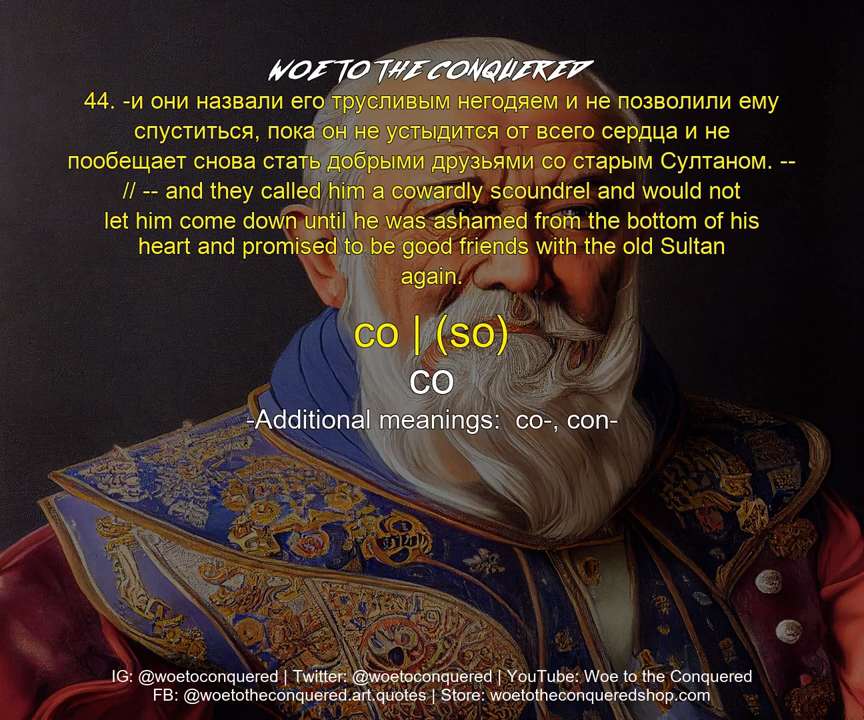 WOE TO THE CONQUERED
44. -и они назвали его трусливым негодяем и не позволили ему
спуститься, пока он не устыдится от всего сердца и не
пообещает снова стать добрыми друзьями со старым Султаном. --
// -- and they called him a cowardly scoundrel and would not
let him come down until he was ashamed from the bottom of his
heart and promised to be good friends with the old Sultan
again.
со | (so)
co
-Additional meanings: co-, con-
IG: @woetoconquered | Twitter: @woetoconquered | YouTube: Woe to the Conquered
FB: @woetotheconquered.art.quotes | Store: woetotheconqueredshop.com